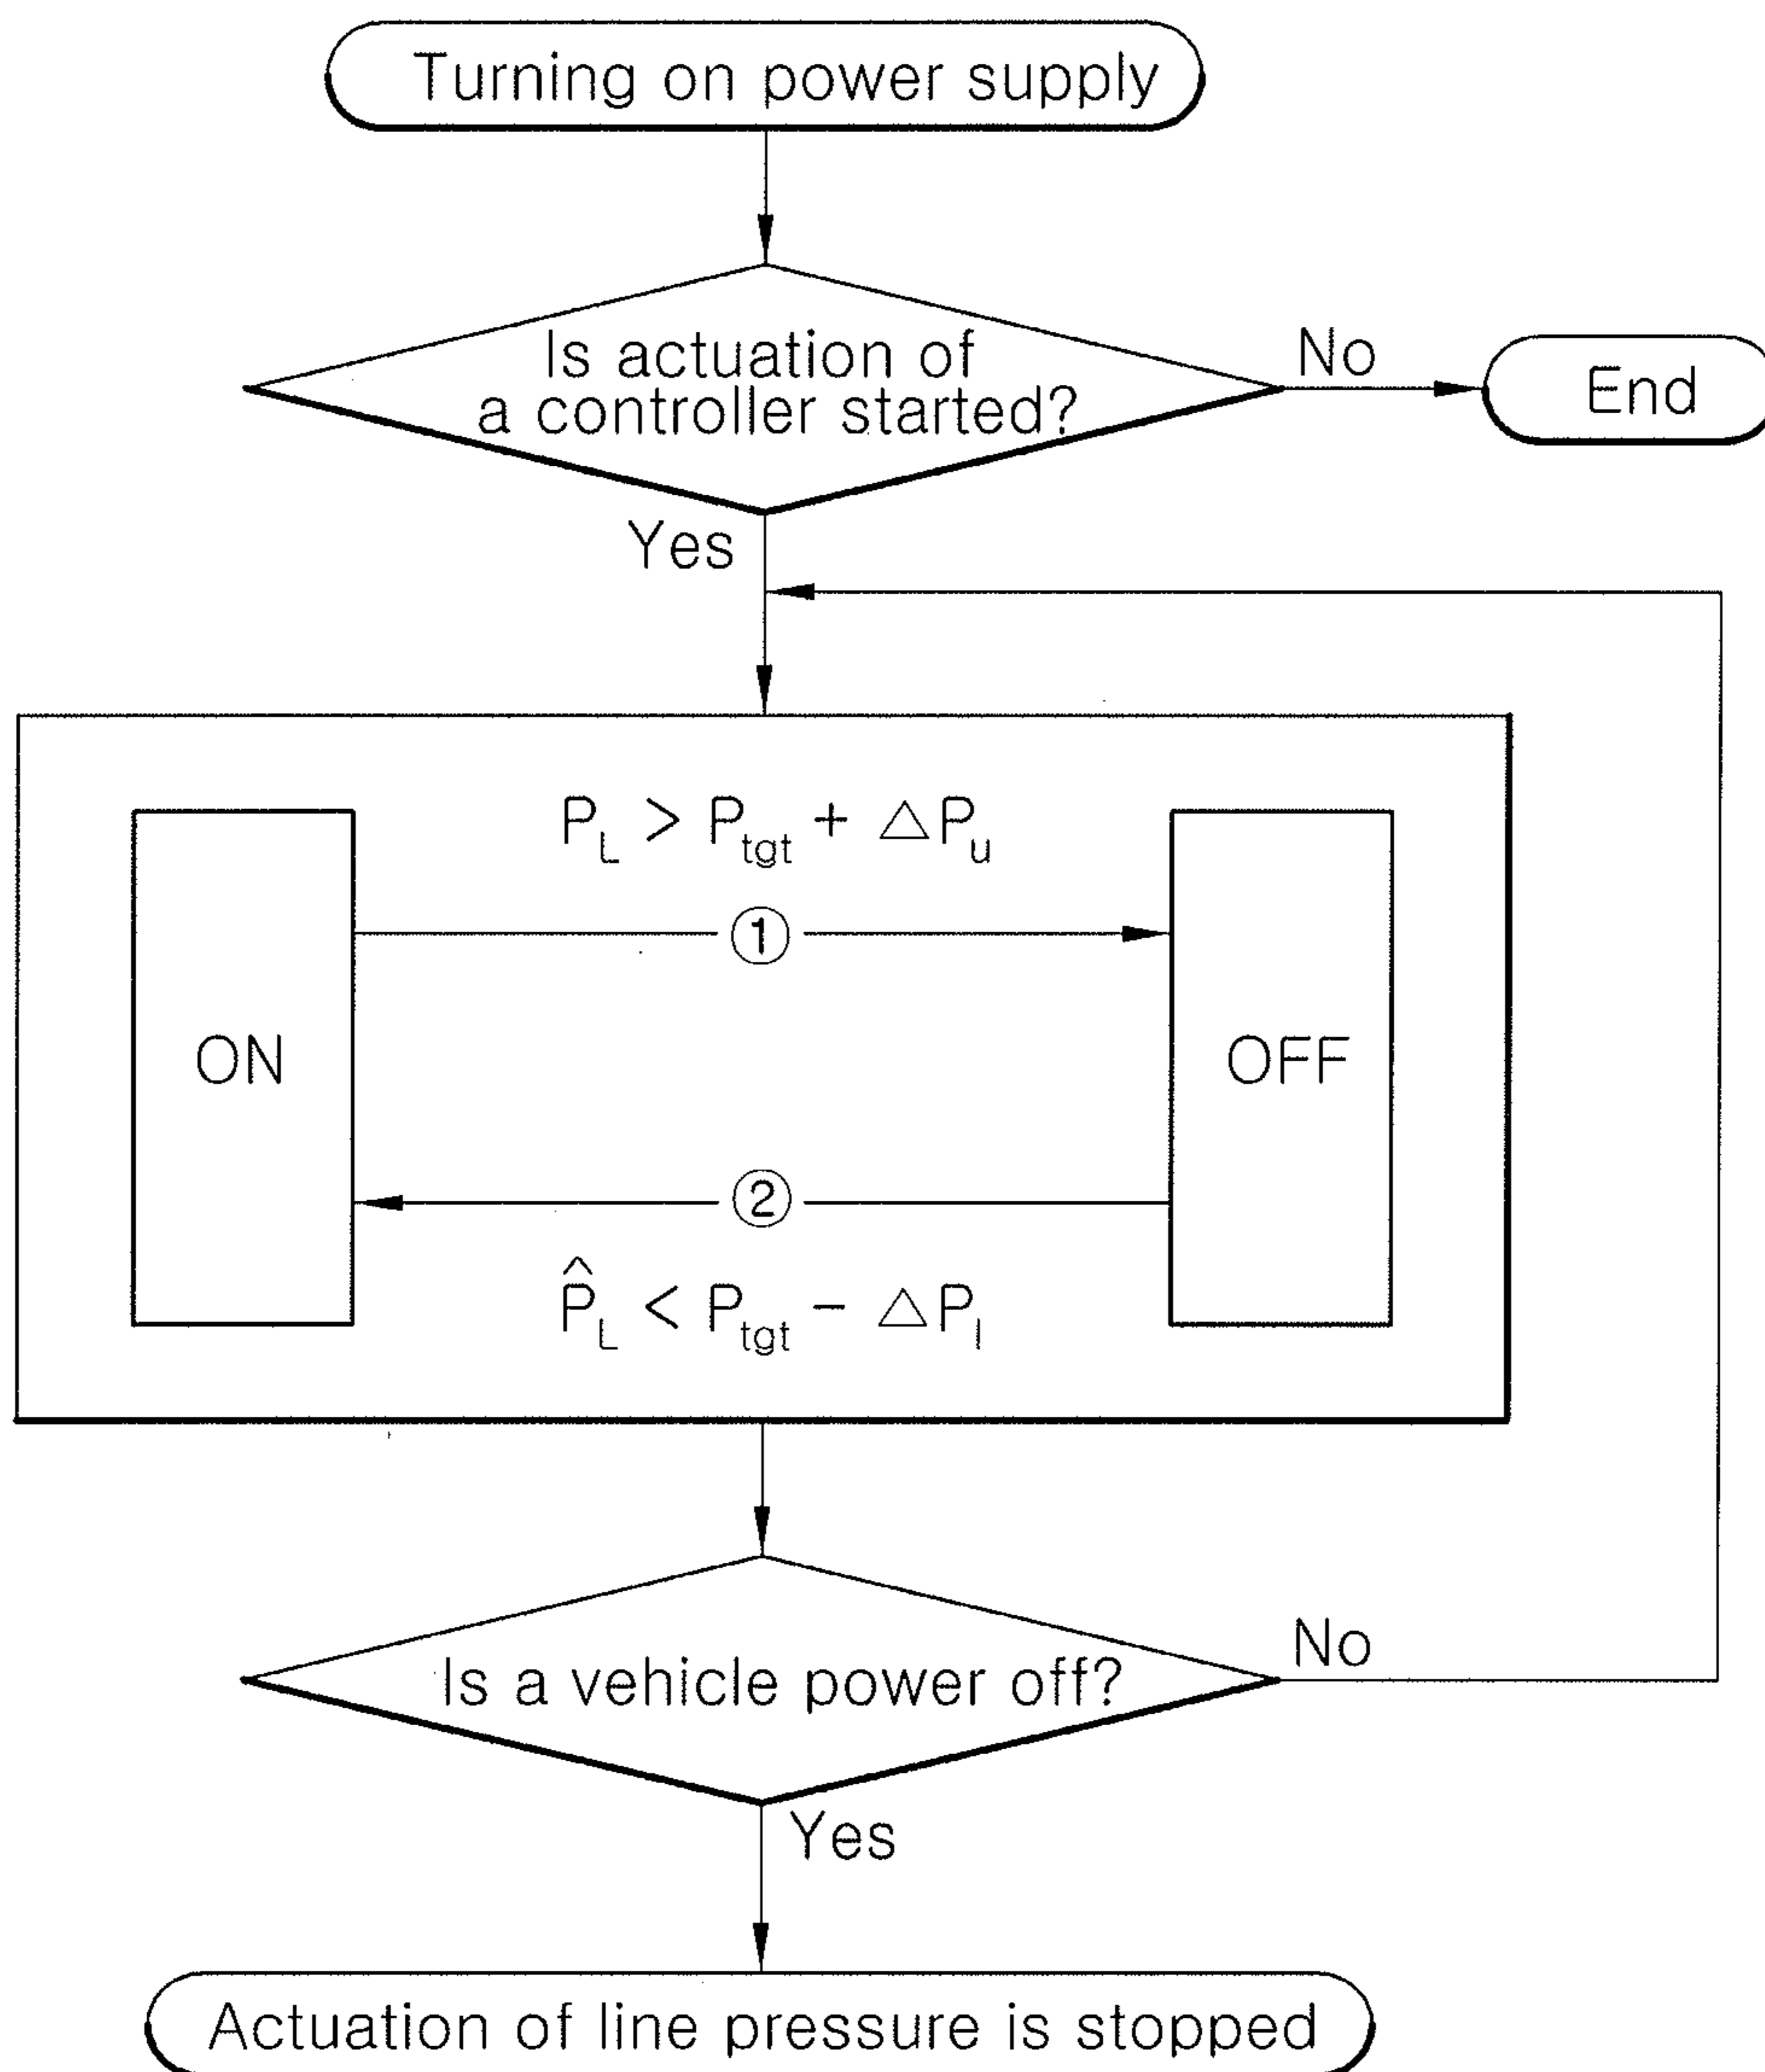 Turning on power supply
Is actuation of
a controller started?
No
End
Yes
P_L > P_tgt + △P_u
①
ON
OFF
②
P̂_L < P_tgt − △P_l
Is a vehicle power off?
No
Yes
Actuation of line pressure is stopped